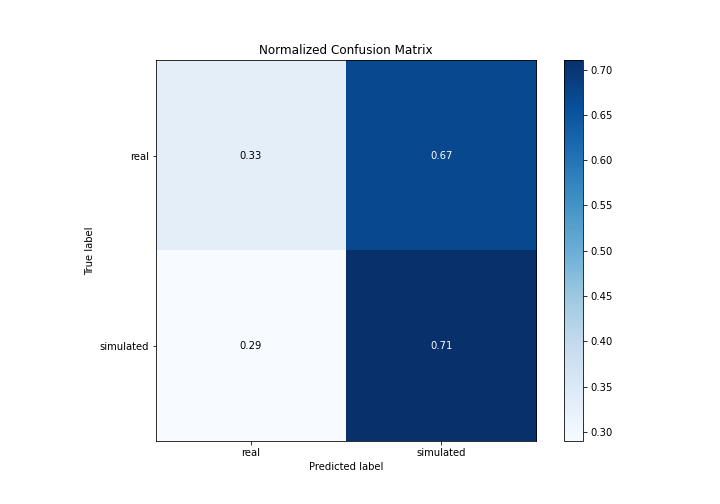 Normalized Confusion Matrix
real
0.33
0.67
True label
simulated
0.29
0.71
real
simulated
Predicted label
0.70
0.65
0.60
0.55
0.50
0.45
0.40
0.35
0.30